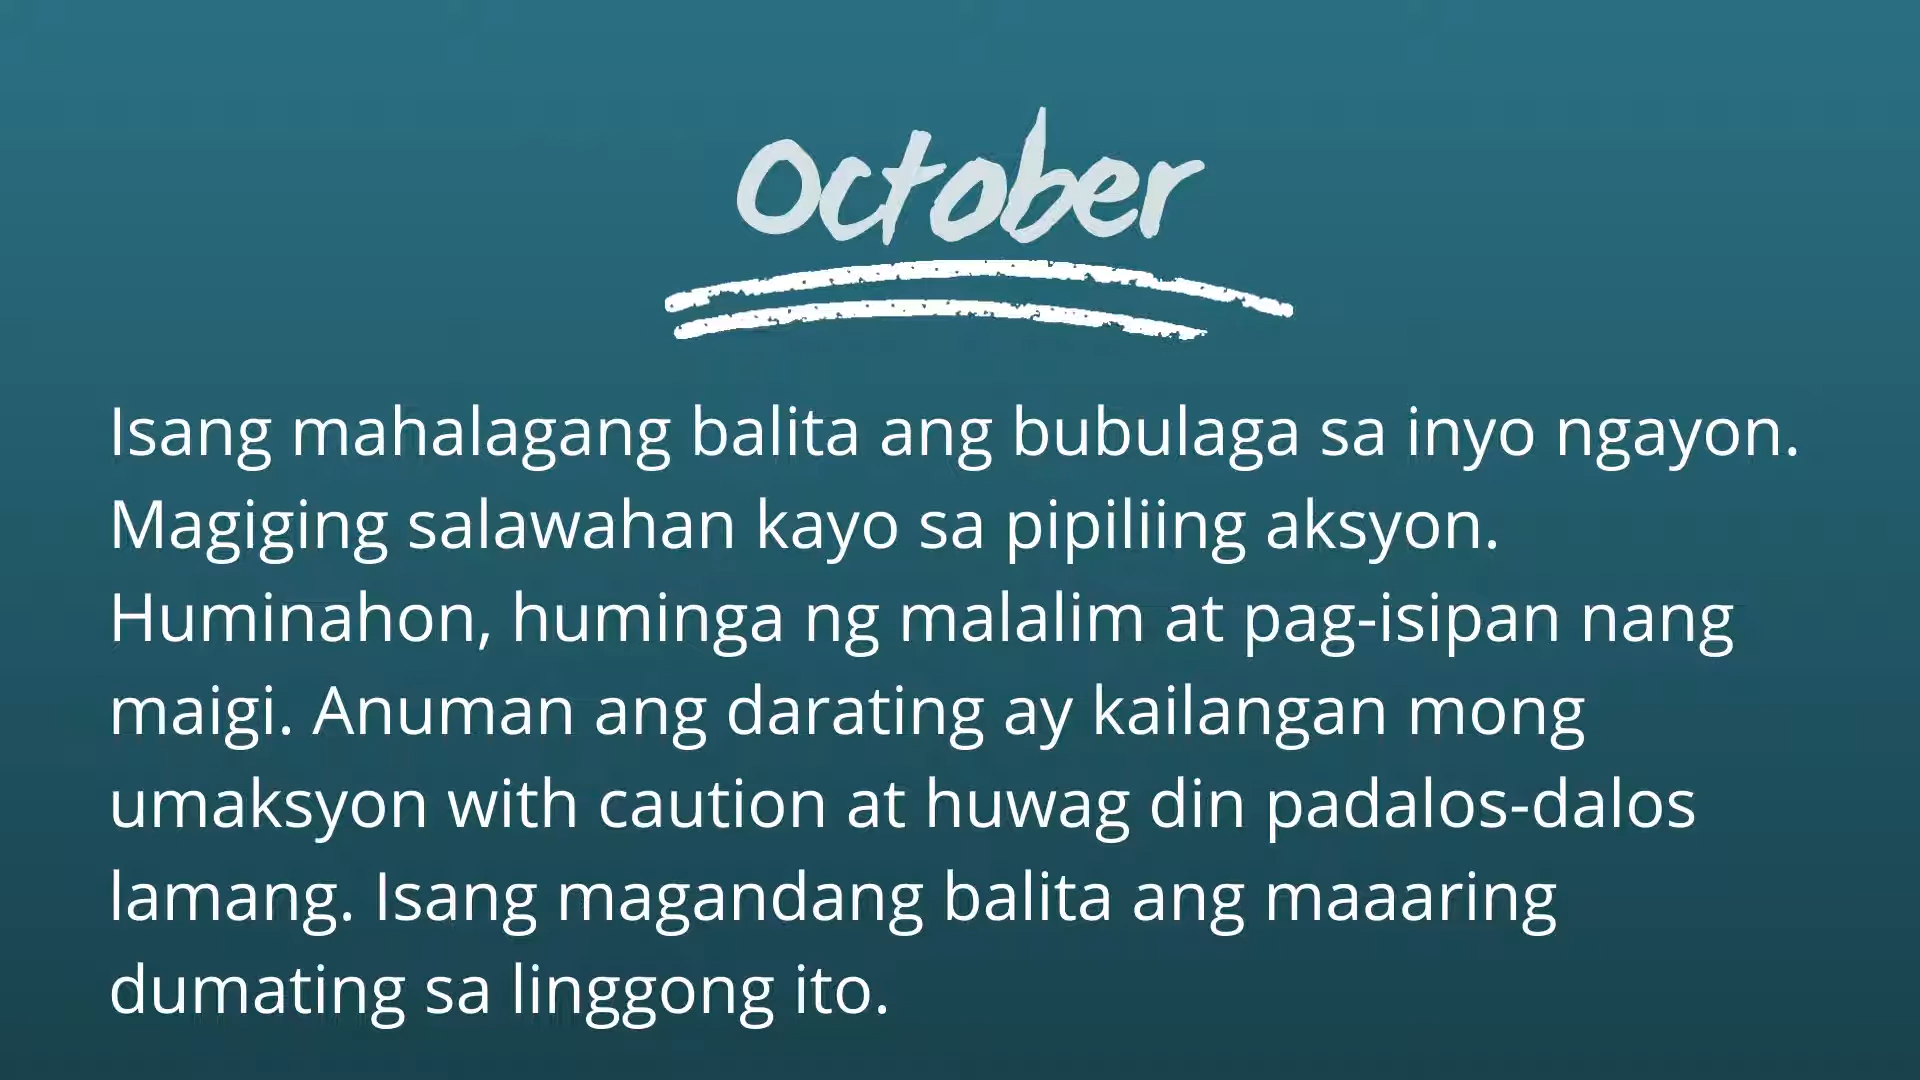 October
Isang mahalagang balita ang bubulaga sa inyo ngayon.
Magiging salawahan kayo sa pipiliing aksyon.
Huminahon, huminga ng malalim at pag-isipan nang
maigi. Anuman ang darating ay kailangan mong
umaksyon with caution at huwag din padalos-dalos
lamang. Isang magandang balita ang maaaring
dumating sa linggong ito.